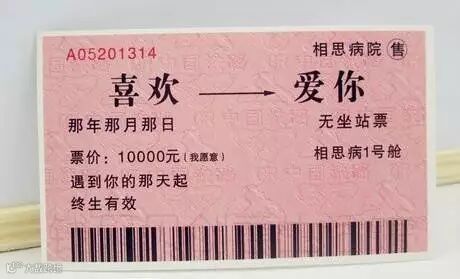 A05201314 相思病院 售
喜欢 → 爱你
那年那月那日 无坐站票
票价：10000元(我愿意) 相思病1号舱
遇到你的那天起
终生有效